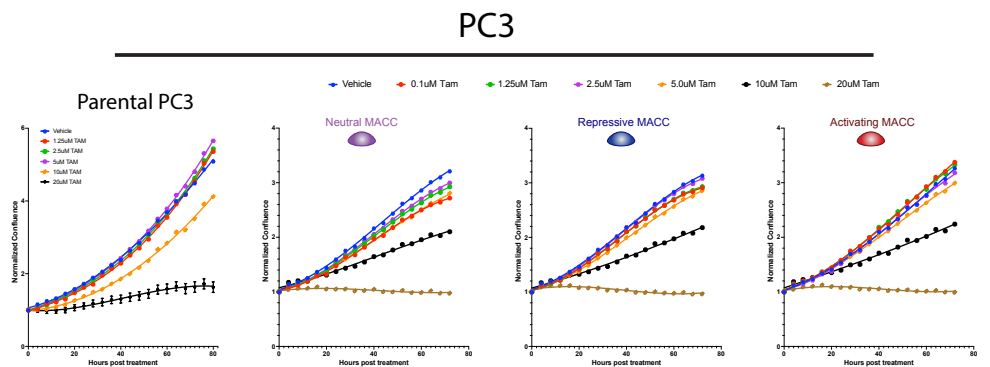 PC3
Vehicle 0.1uM Tam 1.25uM Tam 2.5uM Tam 5.0uM Tam 10uM Tam 20uM Tam
Parental PC3
Neutral MACC
Repressive MACC
Activating MACC
Vehicle
1.25uM TAM
2.5uM TAM
5uM TAM
10uM TAM
20uM TAM
Normalized Confluence
6
4
2
0
0 20 40 60 80
Hours post treatment
Normalized Confluence
4
3
2
1
0
0 20 40 60 80
Hours post treatment
Normalized Confluence
4
3
2
1
0
0 20 40 60 80
Hours post treatment
Normalized Confluence
4
3
2
1
0
0 20 40 60 80
Hours post treatment